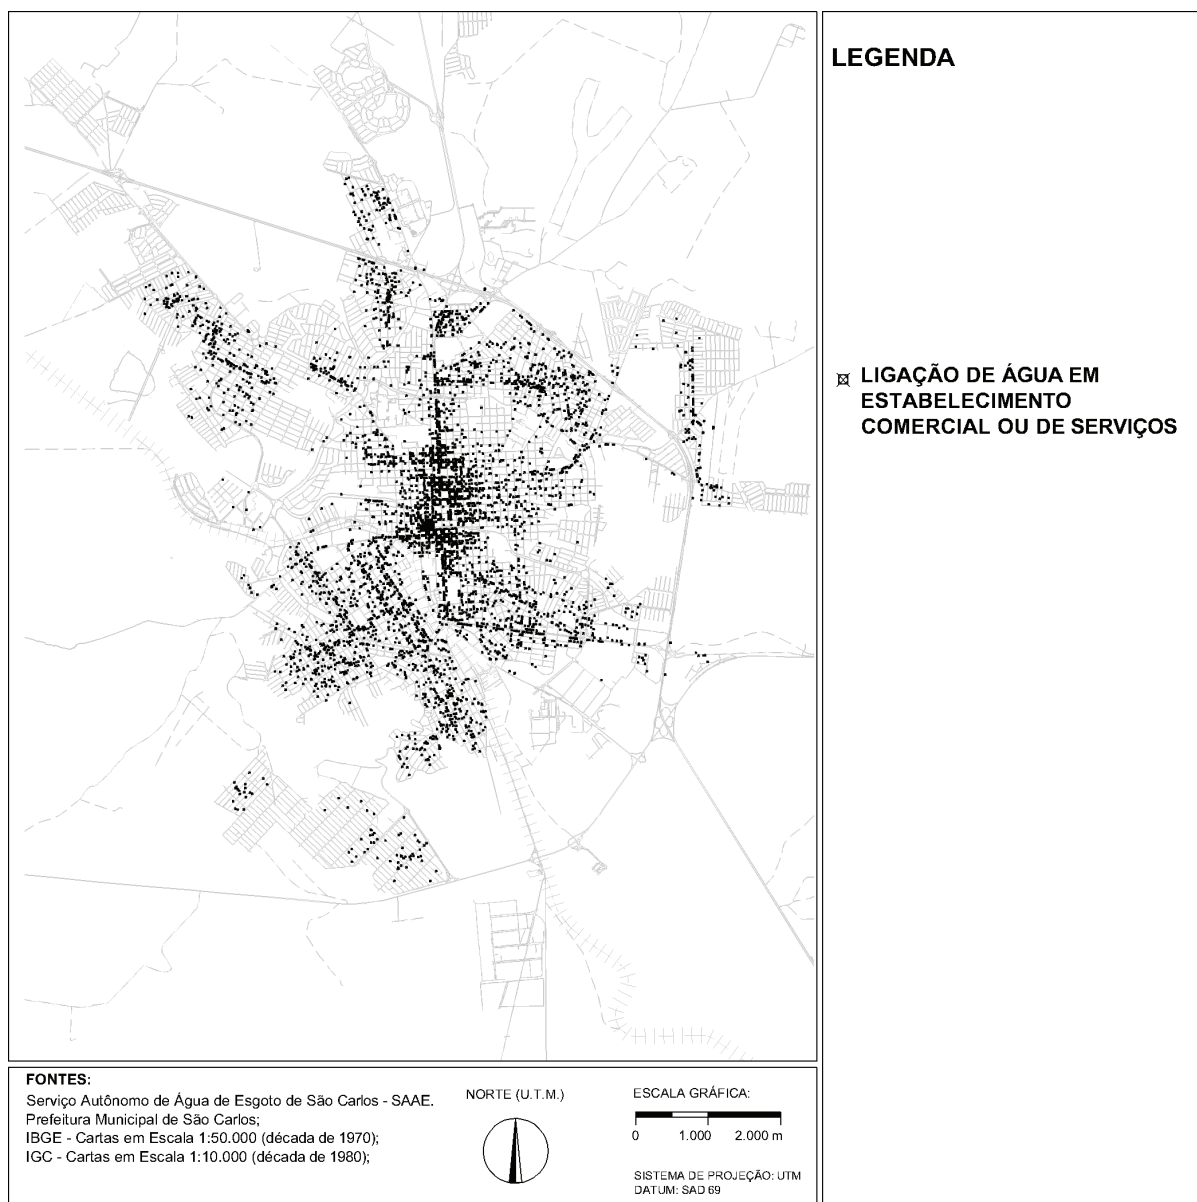 LEGENDA
LIGAÇÃO DE ÁGUA EM
ESTABELECIMENTO
COMERCIAL OU DE SERVIÇOS
FONTES:
Serviço Autônomo de Água de Esgoto de São Carlos - SAAE.
Prefeitura Municipal de São Carlos;
IBGE - Cartas em Escala 1:50.000 (década de 1970);
IGC - Cartas em Escala 1:10.000 (década de 1980);
NORTE (U.T.M.)
ESCALA GRÁFICA:
0 1.000 2.000 m
SISTEMA DE PROJEÇÃO: UTM
DATUM: SAD 69